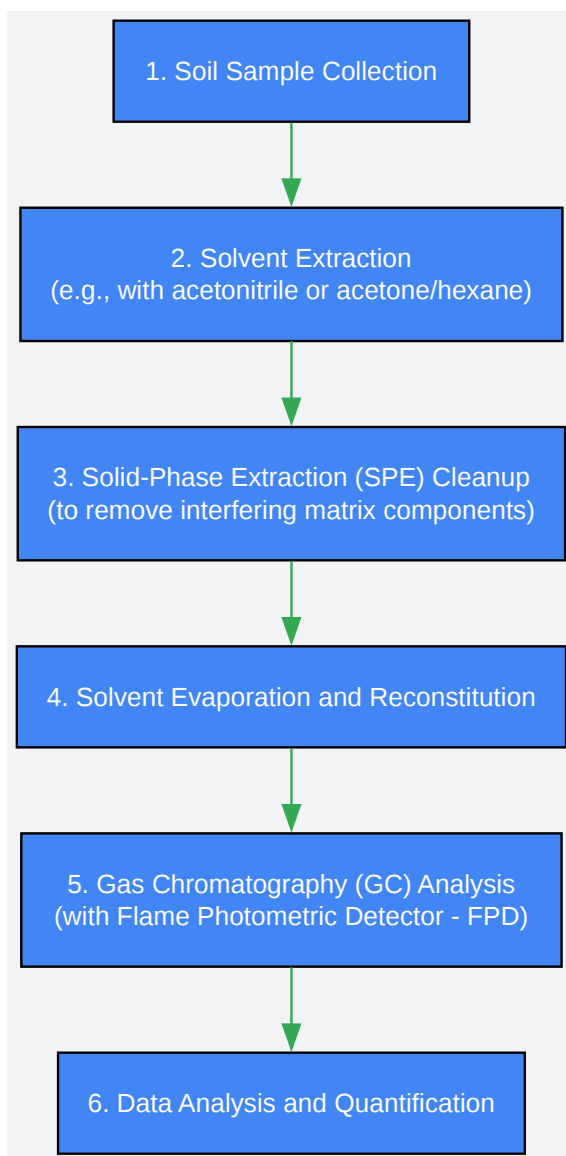 1. Soil Sample Collection
2. Solvent Extraction
(e.g., with acetonitrile or acetone/hexane)
3. Solid-Phase Extraction (SPE) Cleanup
(to remove interfering matrix components)
4. Solvent Evaporation and Reconstitution
5. Gas Chromatography (GC) Analysis
(with Flame Photometric Detector - FPD)
6. Data Analysis and Quantification